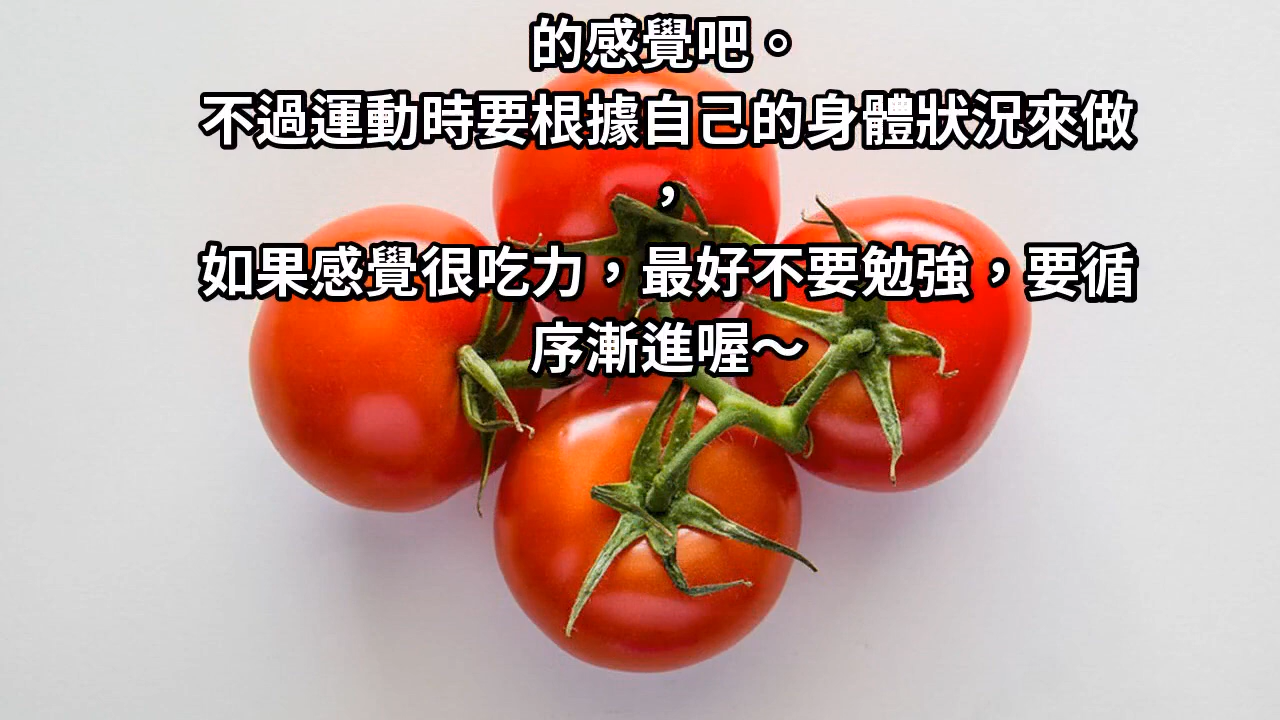 的感覺吧。
不過運動時要根據自己的身體狀況來做
，
如果感覺很吃力，最好不要勉強，要循
序漸進喔～